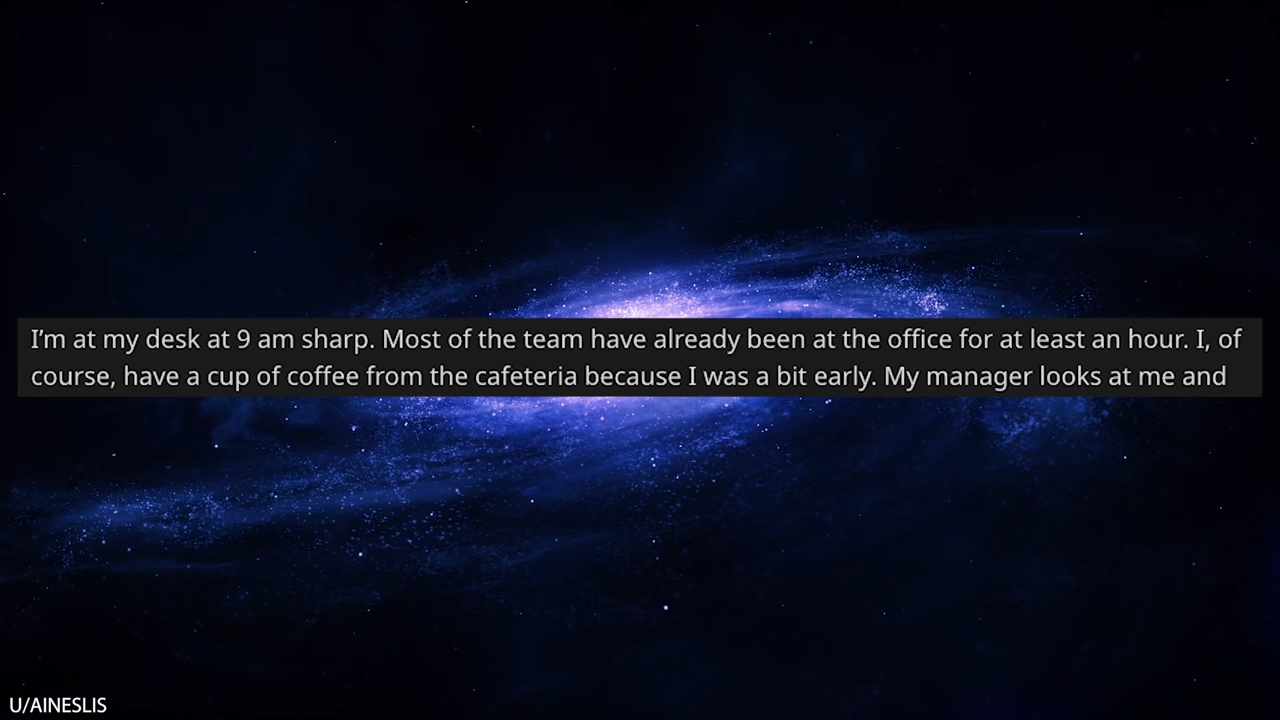 I’m at my desk at 9 am sharp. Most of the team have already been at the office for at least an hour. I, of
course, have a cup of coffee from the cafeteria because I was a bit early. My manager looks at me and
U/AINESLIS